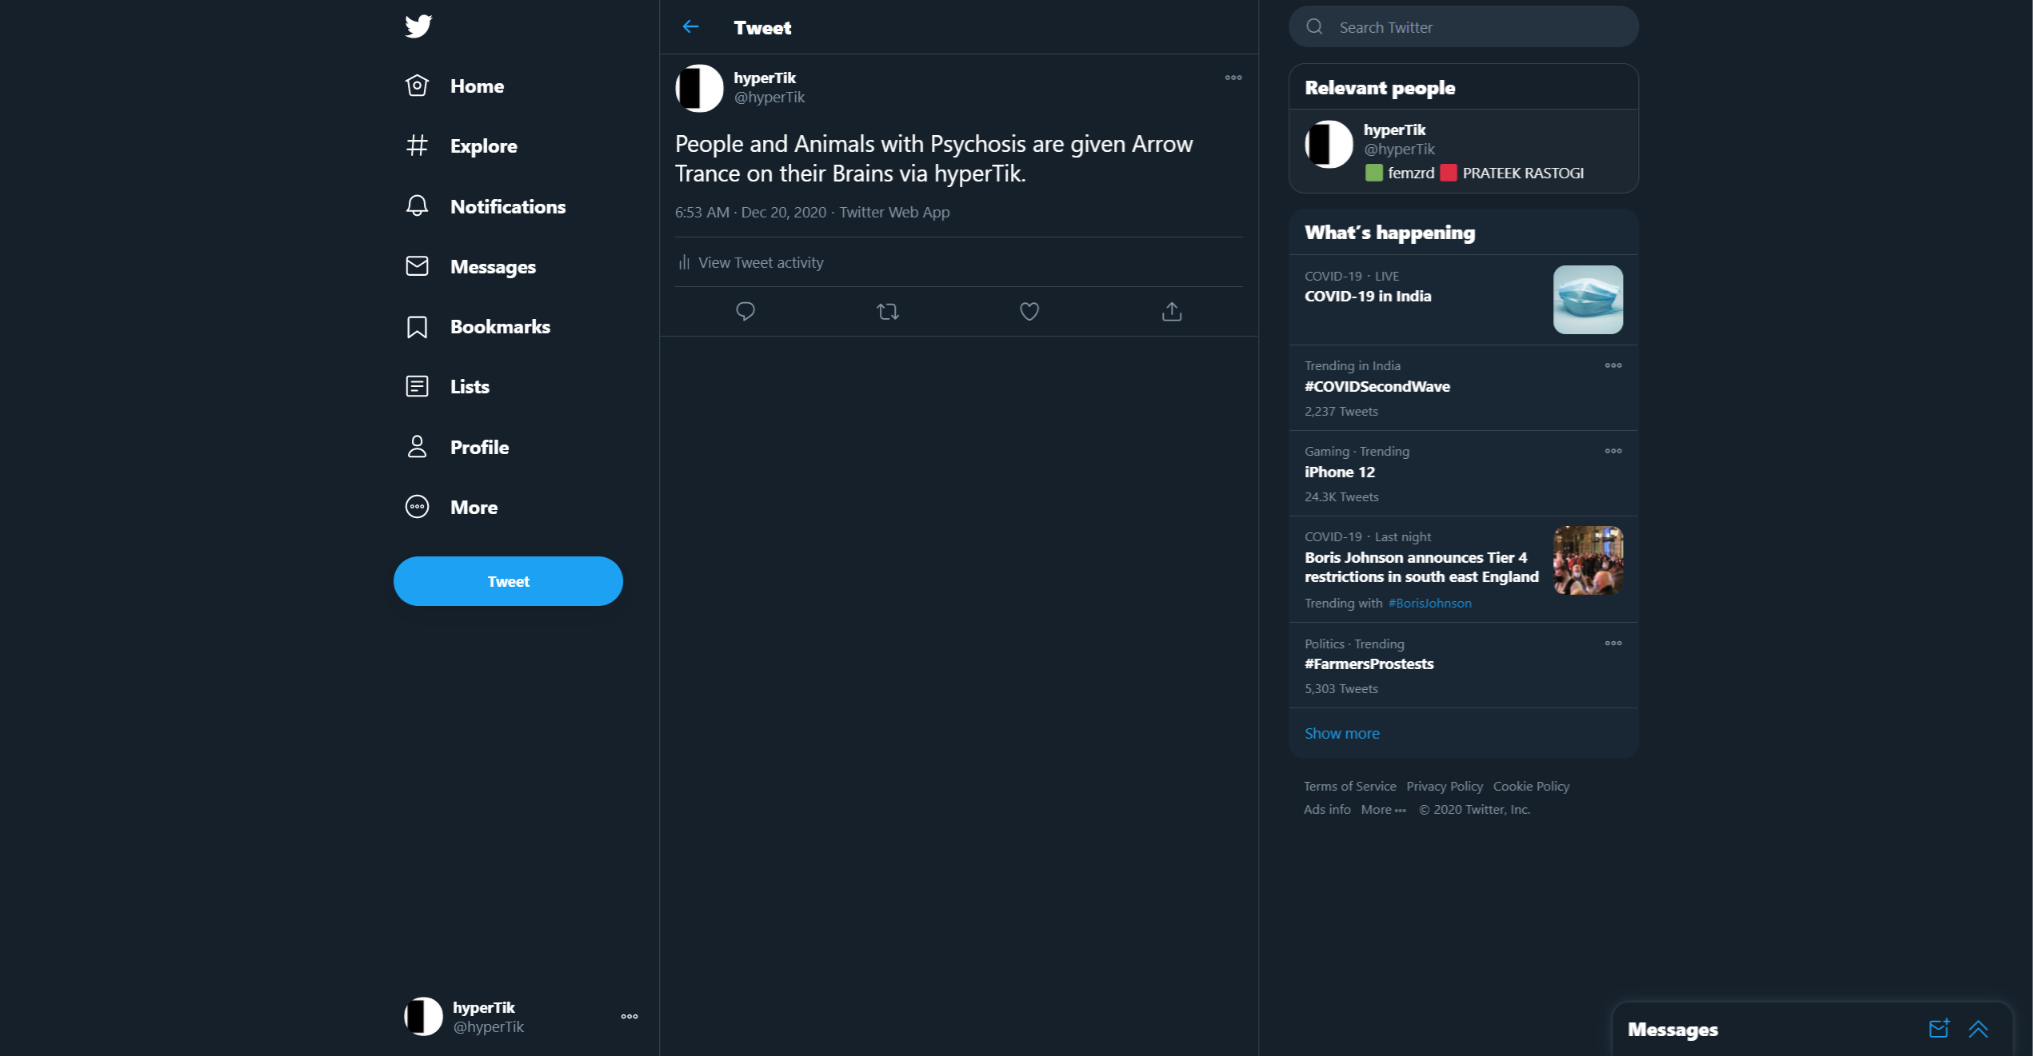 Home
Explore
Notifications
Messages
Bookmarks
Lists
Profile
More
Tweet
hyperTik
@hyperTik
Tweet
hyperTik
@hyperTik
People and Animals with Psychosis are given Arrow
Trance on their Brains via hyperTik.
6:53 AM · Dec 20, 2020 · Twitter Web App
View Tweet activity
Search Twitter
Relevant people
hyperTik
@hyperTik
femzrd PRATEEK RASTOGI
What's happening
COVID-19 · LIVE
COVID-19 in India
Trending in India
#COVIDSecondWave
2,237 Tweets
Gaming · Trending
iPhone 12
24.3K Tweets
COVID-19 · Last night
Boris Johnson announces Tier 4
restrictions in south east England
Trending with #BorisJohnson
Politics · Trending
#FarmersProstests
5,303 Tweets
Show more
Terms of Service Privacy Policy Cookie Policy
Ads info More ··· © 2020 Twitter, Inc.
Messages